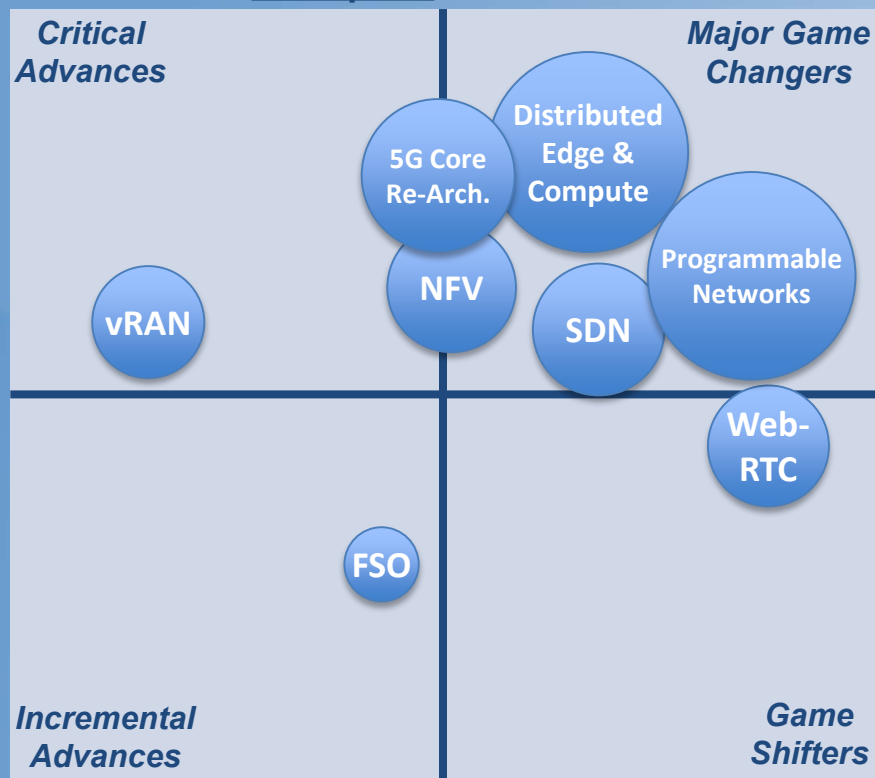 Critical
Advances
Major Game
Changers
Distributed
Edge &
Compute
5G Core
Re-Arch.
Programmable
Networks
NFV
vRAN
SDN
Web-
RTC
FSO
Incremental
Advances
Game
Shifters